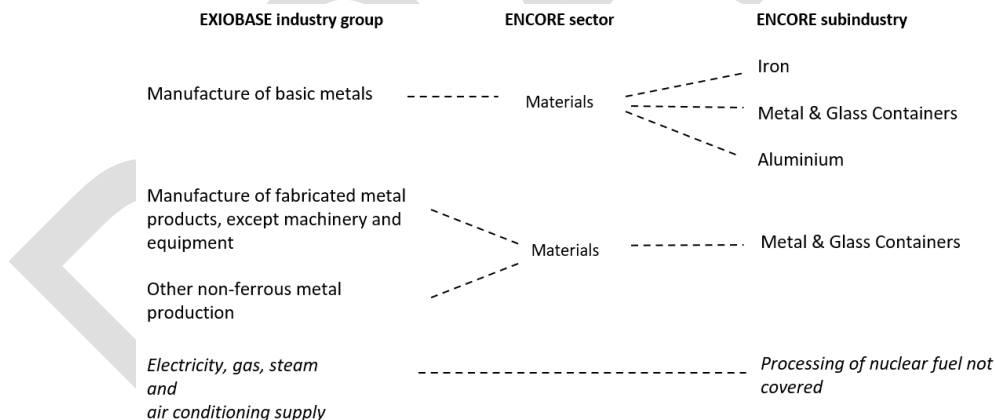 EXIOBASE industry group ENCORE sector ENCORE subindustry
Iron
Manufacture of basic metals Materials
Metal & Glass Containers
Aluminium
Manufacture of fabricated metal
products, except machinery and
equipment
Materials Metal & Glass Containers
Other non-ferrous metal
production
Electricity, gas, steam Processing of nuclear fuel not
and covered
air conditioning supply